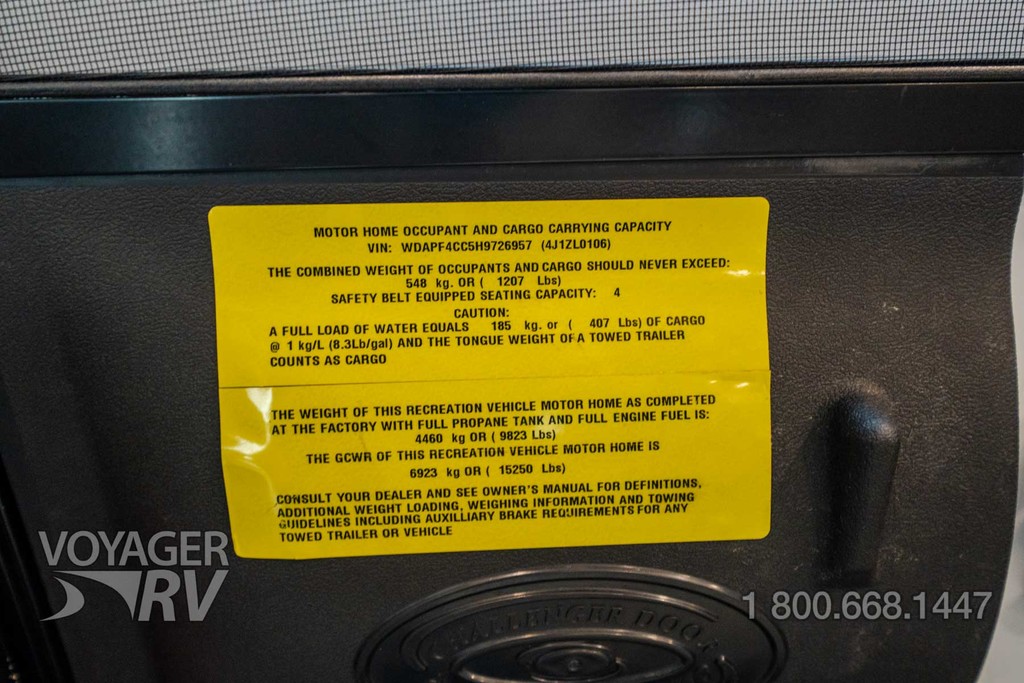 MOTOR HOME OCCUPANT AND CARGO CARRYING CAPACITY
VIN: WDAPF4CC5H9726957 (4J1ZL0106)
THE COMBINED WEIGHT OF OCCUPANTS AND CARGO SHOULD NEVER EXCEED:
548 kg. OR ( 1207 Lbs)
SAFETY BELT EQUIPPED SEATING CAPACITY: 4
CAUTION:
A FULL LOAD OF WATER EQUALS 185 kg. or ( 407 Lbs) OF CARGO
@ 1 kg/L (8.3Lb/gal) AND THE TONGUE WEIGHT OF A TOWED TRAILER
COUNTS AS CARGO
THE WEIGHT OF THIS RECREATION VEHICLE MOTOR HOME AS COMPLETED
AT THE FACTORY WITH FULL PROPANE TANK AND FULL ENGINE FUEL IS:
4460 kg OR ( 9823 Lbs)
THE GCWR OF THIS RECREATION VEHICLE MOTOR HOME IS
6923 kg OR ( 15250 Lbs)
CONSULT YOUR DEALER AND SEE OWNER'S MANUAL FOR DEFINITIONS,
ADDITIONAL WEIGHT LOADING, WEIGHING INFORMATION AND TOWING
GUIDELINES INCLUDING AUXILLIARY BRAKE REQUIREMENTS FOR ANY
TOWED TRAILER OR VEHICLE
VOYAGER
RV
1 800.668.1447
CHALLENGER DOOR